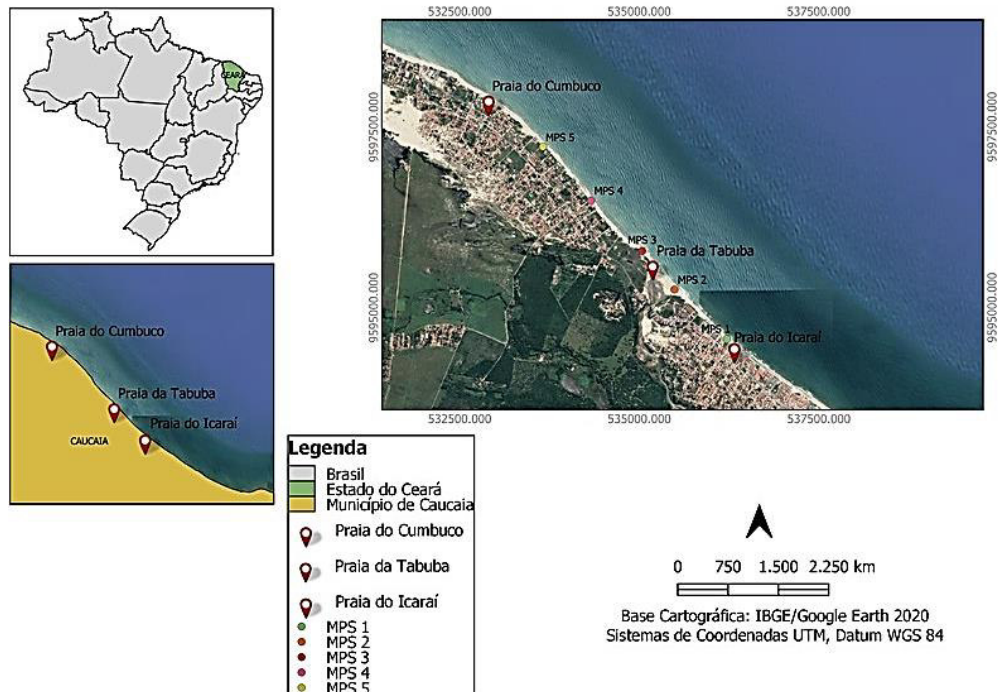 CEARÁ
532500.000 535000.000 537500.000
9597500.000
9595000.000
Praia do Cumbuco
MPS 5
MPS 4
MPS 3
Praia da Tabuba
MPS 2
MPS 1
Praia do Icaraí
9597500.000
9595000.000
532500.000 535000.000 537500.000
Praia do Cumbuco
Praia da Tabuba
Praia do Icaraí
CAUCAIA
Legenda
Brasil
Estado do Ceará
Município de Caucaia
Praia do Cumbuco
Praia da Tabuba
Praia do Icaraí
MPS 1
MPS 2
MPS 3
MPS 4
MPS 5
0 750 1.500 2.250 km
Base Cartográfica: IBGE/Google Earth 2020
Sistemas de Coordenadas UTM, Datum WGS 84